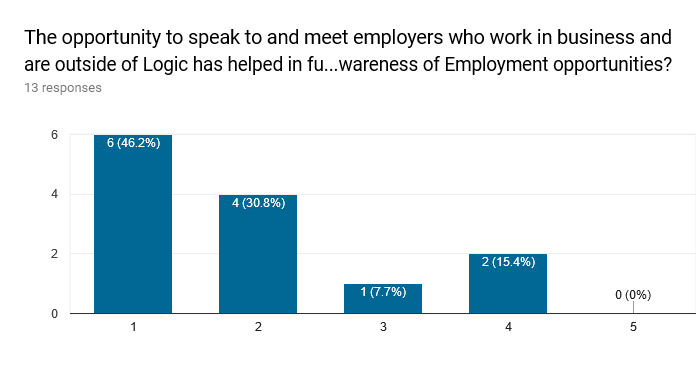 The opportunity to speak to and meet employers who work in business and
are outside of Logic has helped in fu...wareness of Employment opportunities?
13 responses
6
6 (46.2%)
4
4 (30.8%)
2
2 (15.4%)
1 (7.7%)
0 (0%)
0
1 2 3 4 5